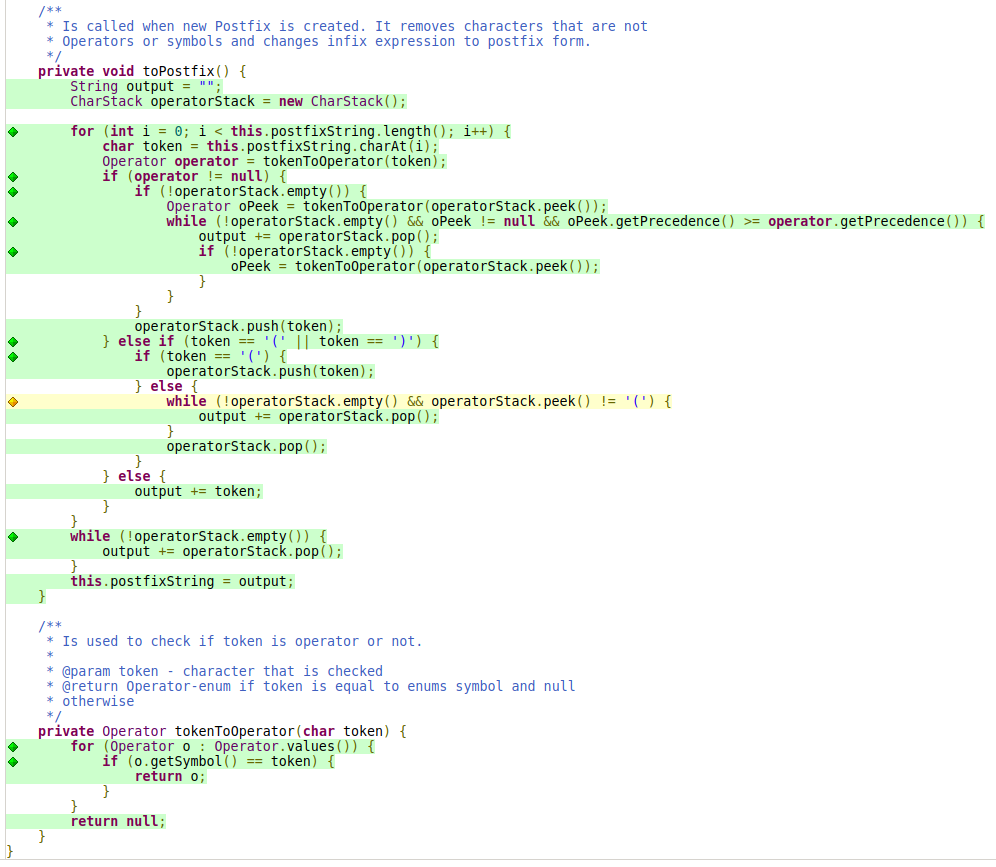 /**
 * Is called when new Postfix is created. It removes characters that are not
 * Operators or symbols and changes infix expression to postfix form.
 */
private void toPostfix() {
    String output = "";
    CharStack operatorStack = new CharStack();

    for (int i = 0; i < this.postfixString.length(); i++) {
        char token = this.postfixString.charAt(i);
        Operator operator = tokenToOperator(token);
        if (operator != null) {
            if (!operatorStack.empty()) {
                Operator oPeek = tokenToOperator(operatorStack.peek());
                while (!operatorStack.empty() && oPeek != null && oPeek.getPrecedence() >= operator.getPrecedence()) {
                    output += operatorStack.pop();
                    if (!operatorStack.empty()) {
                        oPeek = tokenToOperator(operatorStack.peek());
                    }
                }
            }
            operatorStack.push(token);
        } else if (token == '(' || token == ')') {
            if (token == '(') {
                operatorStack.push(token);
            } else {
                while (!operatorStack.empty() && operatorStack.peek() != '(') {
                    output += operatorStack.pop();
                }
                operatorStack.pop();
            }
        } else {
            output += token;
        }
    }
    while (!operatorStack.empty()) {
        output += operatorStack.pop();
    }
    this.postfixString = output;
}

/**
 * Is used to check if token is operator or not.
 *
 * @param token - character that is checked
 * @return Operator-enum if token is equal to enums symbol and null
 * otherwise
 */
private Operator tokenToOperator(char token) {
    for (Operator o : Operator.values()) {
        if (o.getSymbol() == token) {
            return o;
        }
    }
    return null;
}
}